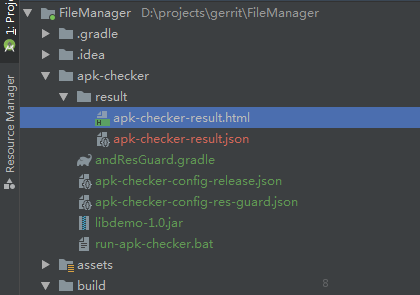 1: Proj
Resource Manager
FileManager D:\projects\gerrit\FileManager
.gradle
.idea
apk-checker
result
apk-checker-result.html
apk-checker-result.json
andResGuard.gradle
apk-checker-config-release.json
apk-checker-config-res-guard.json
libdemo-1.0.jar
run-apk-checker.bat
assets
build
8